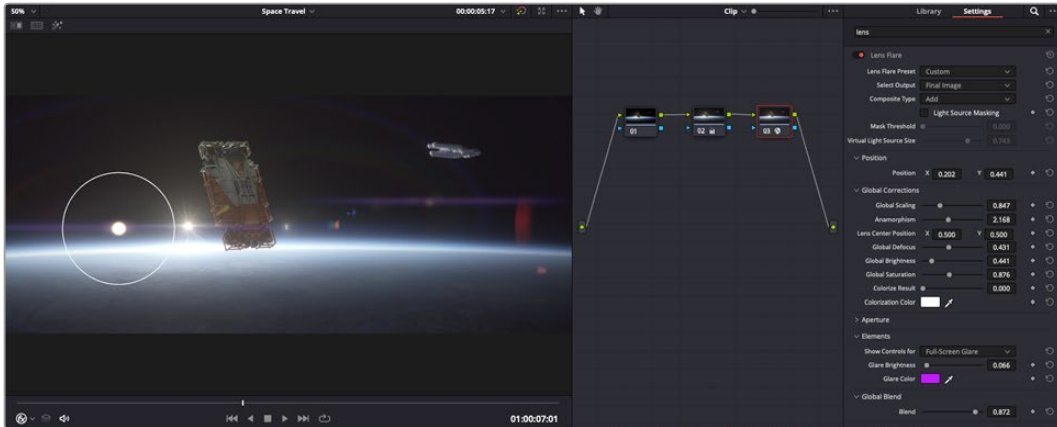 50%
Space Travel
00:00:05:17
Clip
Library
Settings
lens
Lens Flare
Lens Flare Preset Custom
Select Output Final Image
Composite Type Add
Light Source Masking
Mask Threshold 0.000
Virtual Light Source Size 0.743
Position
Position X 0.202 Y 0.441
Global Corrections
Global Scaling 0.847
Anamorphism 2.168
Lens Center Position X 0.500 Y 0.500
Global Defocus 0.431
Global Brightness 0.441
Global Saturation 0.876
Colorize Result 0.000
Colorization Color
Aperture
Elements
Show Controls for Full-Screen Glare
Glare Brightness 0.066
Glare Color
Global Blend
Blend 0.872
01
02
03
01:00:07:01